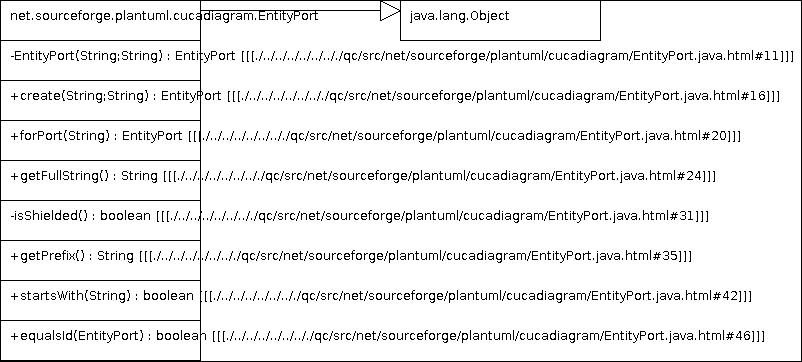 net.sourceforge.plantuml.cucadiagram.EntityPort
java.lang.Object
-EntityPort(String;String) : EntityPort [[[./../../../../../../../qc/src/net/sourceforge/plantuml/cucadiagram/EntityPort.java.html#11]]]
+create(String;String) : EntityPort [[[./../../../../../../../qc/src/net/sourceforge/plantuml/cucadiagram/EntityPort.java.html#16]]]
+forPort(String) : EntityPort [[[./../../../../../../../qc/src/net/sourceforge/plantuml/cucadiagram/EntityPort.java.html#20]]]
+getFullString() : String [[[./../../../../../../../qc/src/net/sourceforge/plantuml/cucadiagram/EntityPort.java.html#24]]]
-isShielded() : boolean [[[./../../../../../../../qc/src/net/sourceforge/plantuml/cucadiagram/EntityPort.java.html#31]]]
+getPrefix() : String [[[./../../../../../../../qc/src/net/sourceforge/plantuml/cucadiagram/EntityPort.java.html#35]]]
+startsWith(String) : boolean [[[./../../../../../../../qc/src/net/sourceforge/plantuml/cucadiagram/EntityPort.java.html#42]]]
+equalsId(EntityPort) : boolean [[[./../../../../../../../qc/src/net/sourceforge/plantuml/cucadiagram/EntityPort.java.html#46]]]